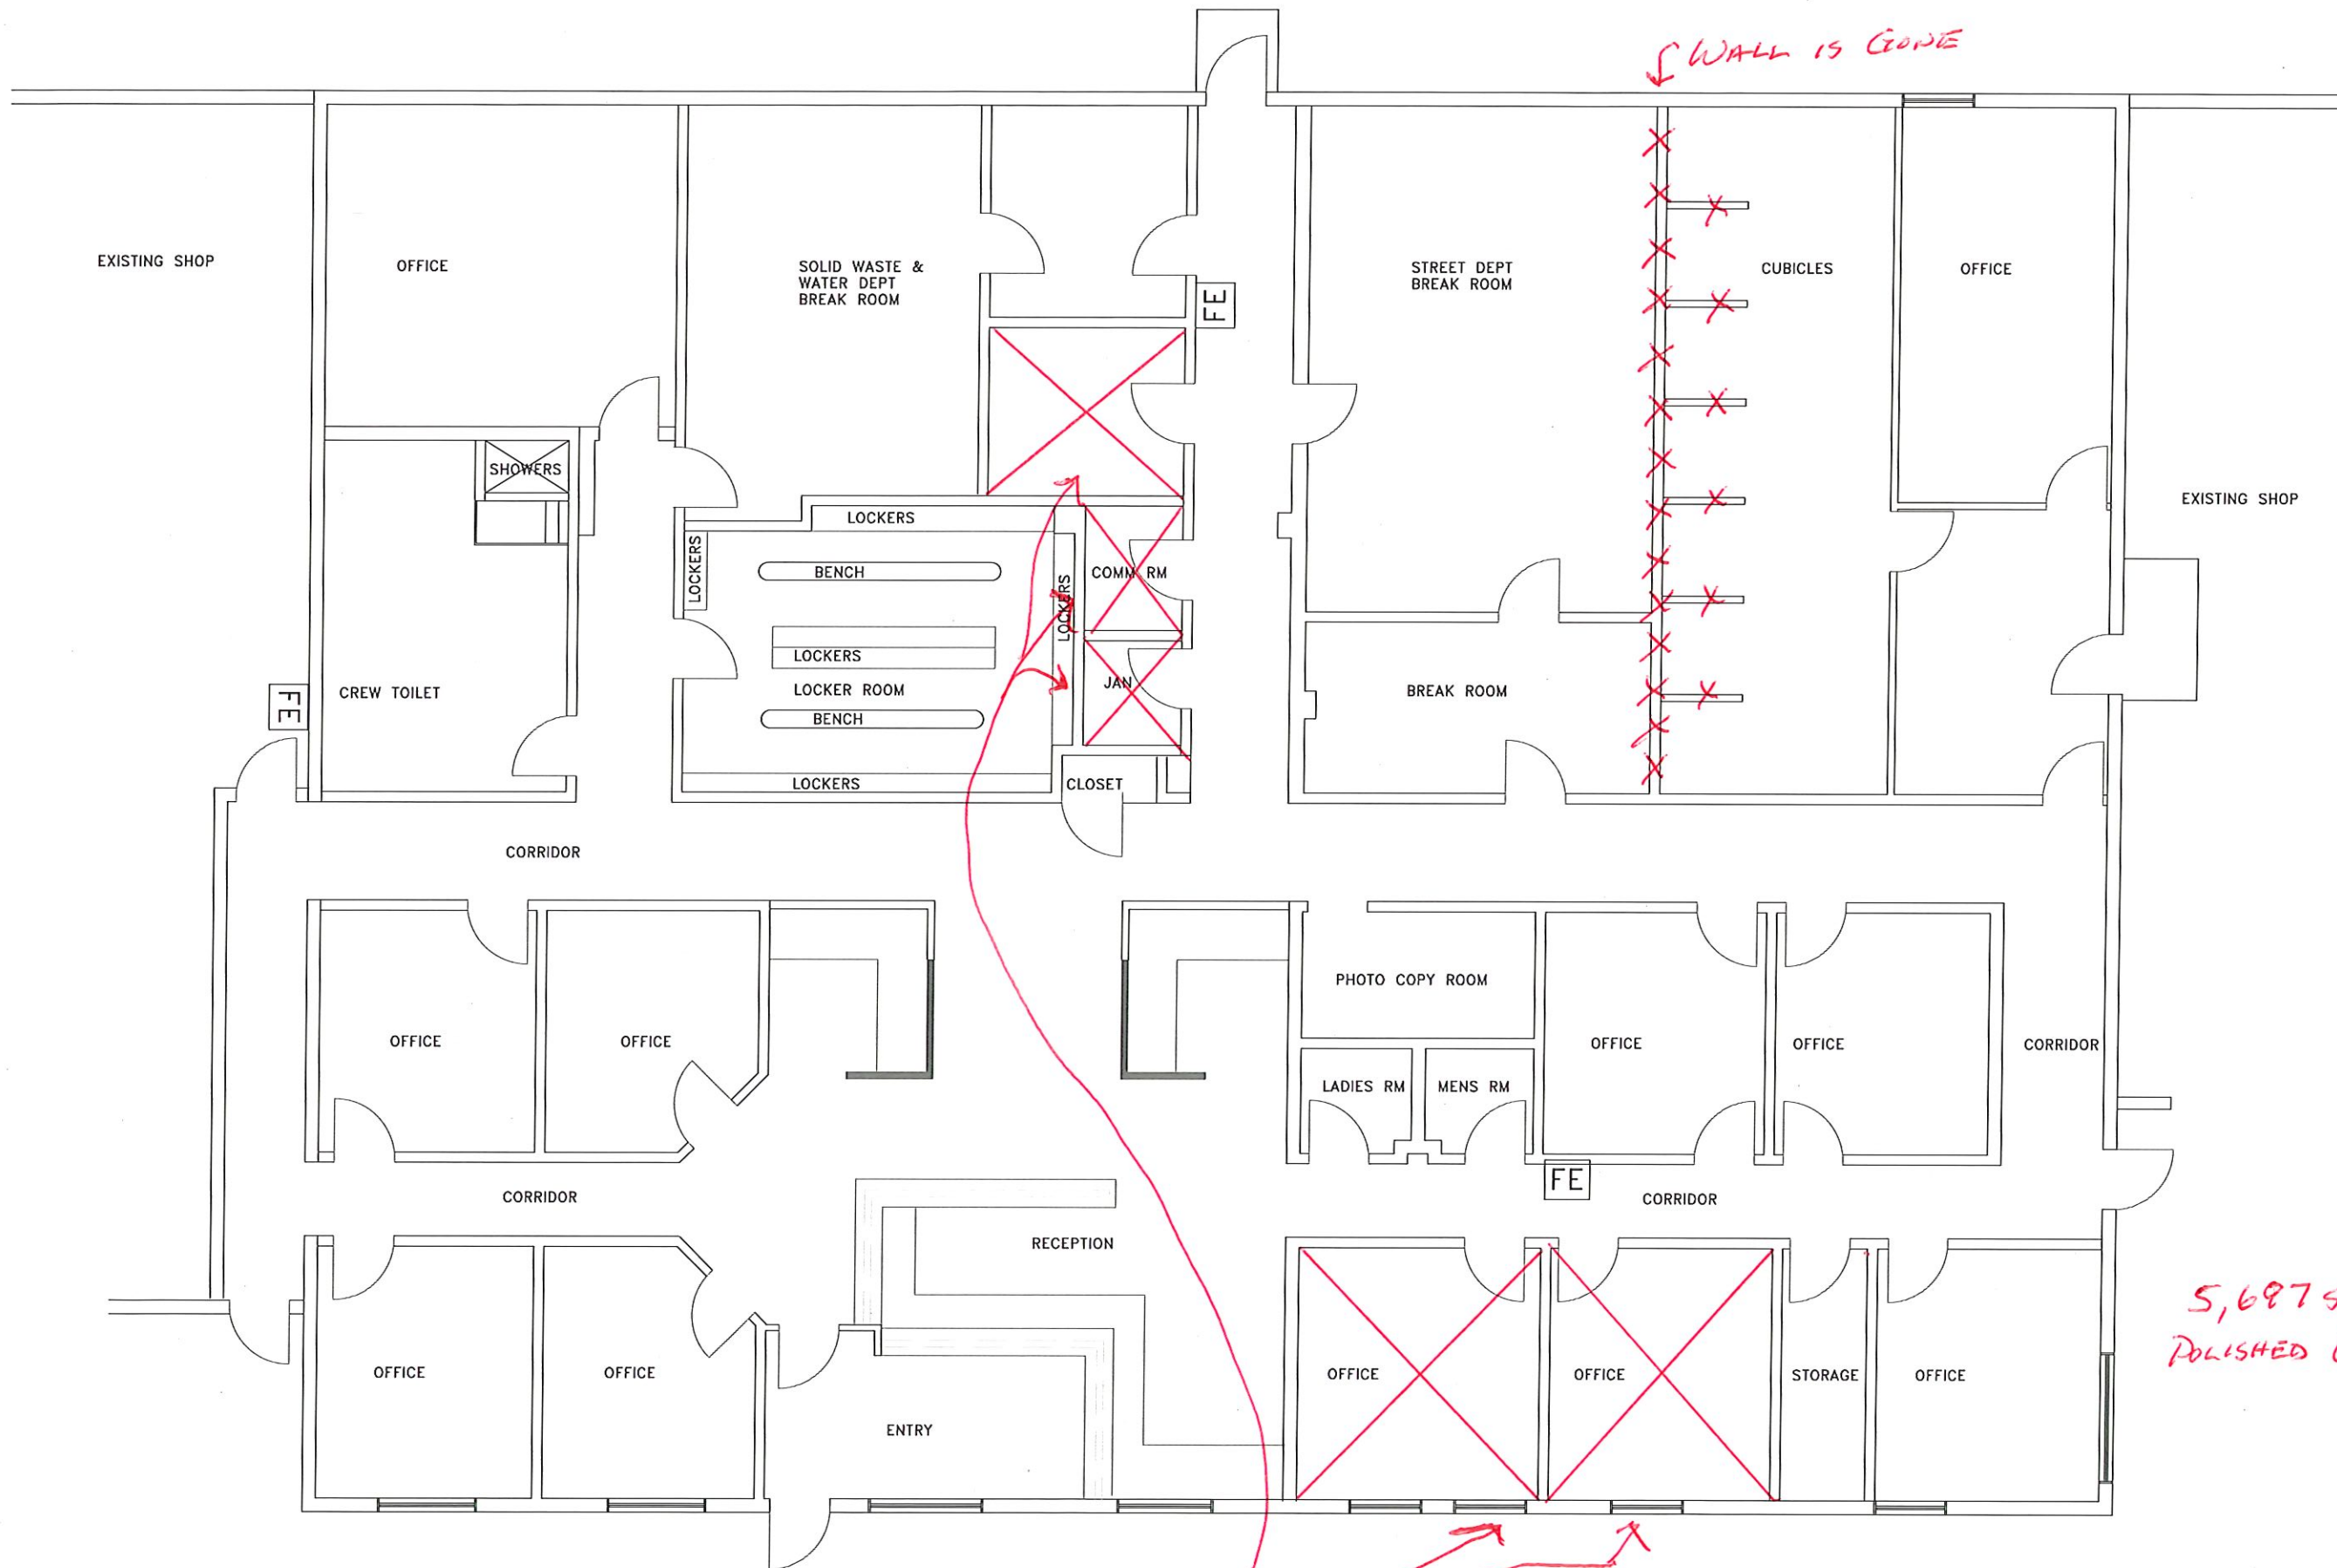 WALL IS GONE
EXISTING SHOP
OFFICE
SOLID WASTE &
WATER DEPT
BREAK ROOM
FE
STREET DEPT
BREAK ROOM
CUBICLES
OFFICE
EXISTING SHOP
SHOWERS
LOCKERS
LOCKERS
BENCH
LOCKERS
COMM RM
LOCKERS
LOCKER ROOM
BENCH
JAN
BREAK ROOM
CREW TOILET
FE
LOCKERS
CLOSET
CORRIDOR
PHOTO COPY ROOM
OFFICE
OFFICE
OFFICE
OFFICE
CORRIDOR
LADIES RM
MENS RM
FE
CORRIDOR
CORRIDOR
RECEPTION
5,697 S
POLISHED
OFFICE
OFFICE
OFFICE
OFFICE
STORAGE
OFFICE
ENTRY